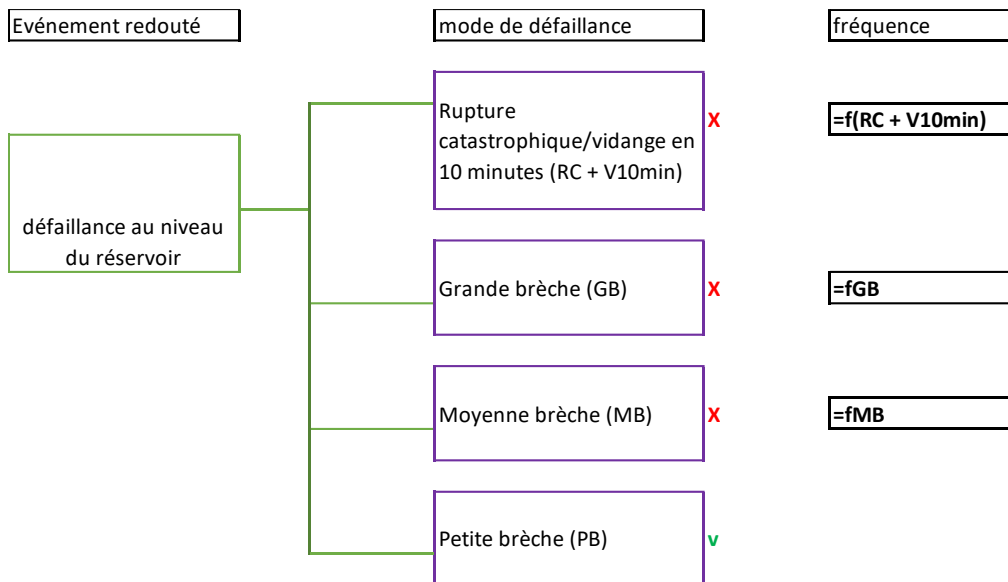 Evénement redouté
mode de défaillance
fréquence
Rupture
catastrophique/vidange en
10 minutes (RC + V10min)
X
=f(RC + V10min)
défaillance au niveau
du réservoir
Grande brèche (GB)
X
=fGB
Moyenne brèche (MB)
X
=fMB
Petite brèche (PB)
v